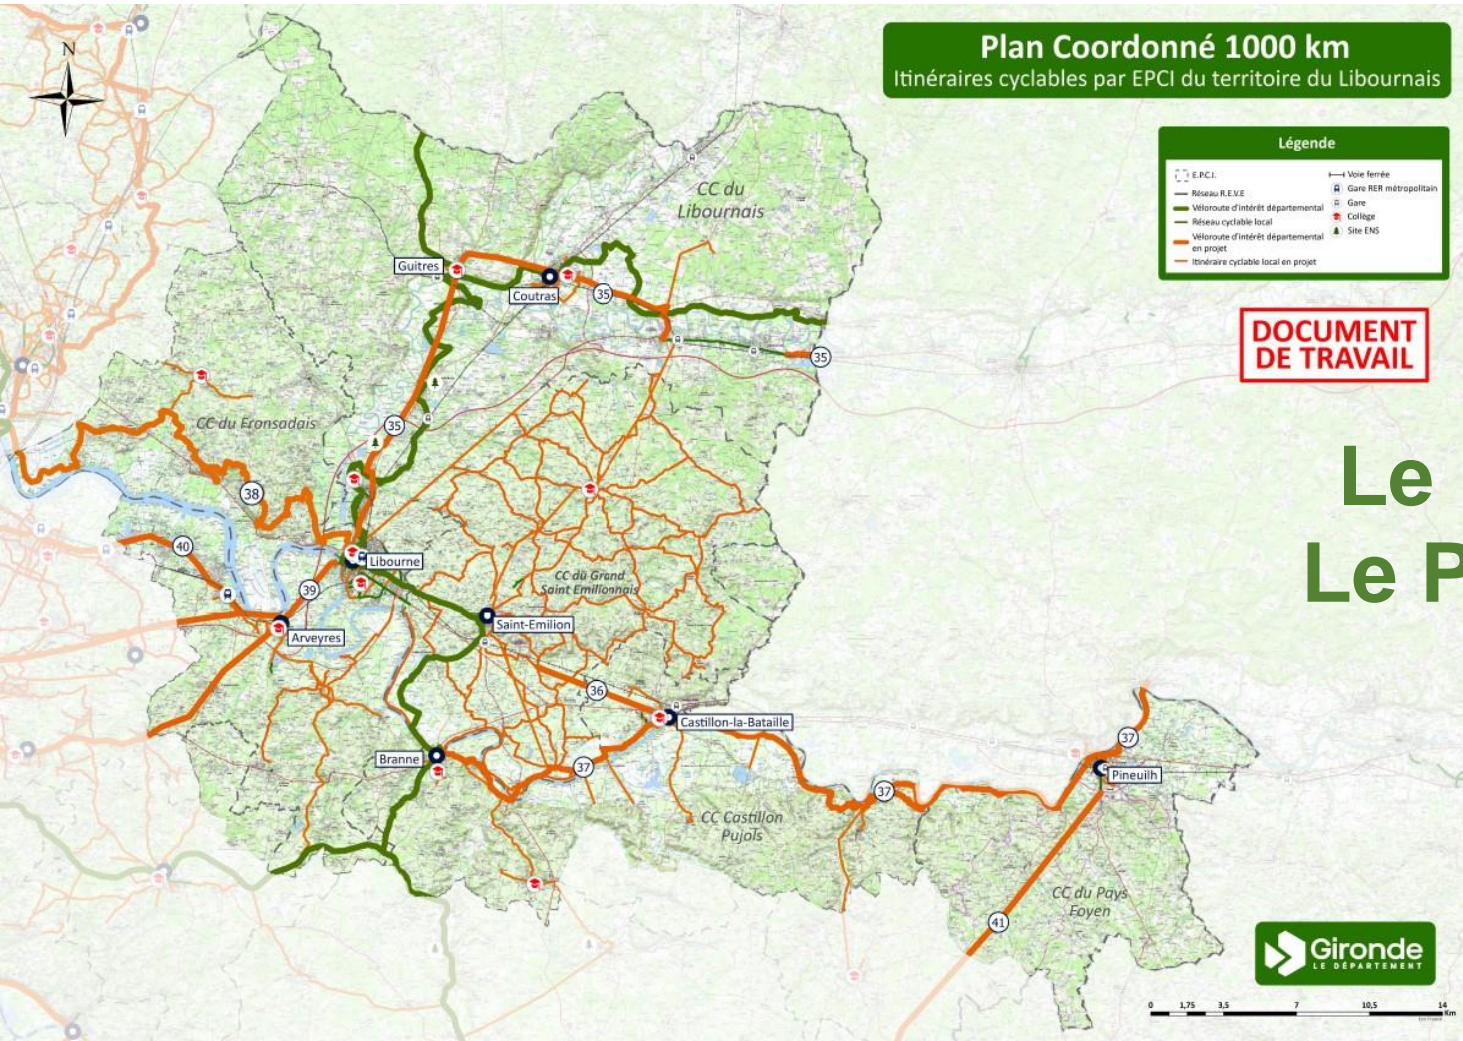 N
Plan Coordonné 1000 km
Itinéraires cyclables par EPCI du territoire du Libournais
Légende
E.P.C.I.
Réseau R.E.V.E
Véloroute d'intérêt départemental
Réseau cyclable local
Véloroute d'intérêt départemental
en projet
Itinéraire cyclable local en projet
Voie ferrée
Gare RER métropolitain
Gare
Collège
Site ENS
DOCUMENT
DE TRAVAIL
Le
Le P
CC du
Libournais
Guitres
Coutras
35
35
CC du Fronsadais
35
38
40
Libourne
39
CC du Grand
Saint Emilionnais
Saint-Emilion
Arveyres
36
Castillon-la-Bataille
37
Branne
37
Pineuilh
37
CC Castillon
Pujols
CC du Pays
Foyen
41
Gironde
LE DÉPARTEMENT
0 1,75 3,5 7 10,5 14
Km